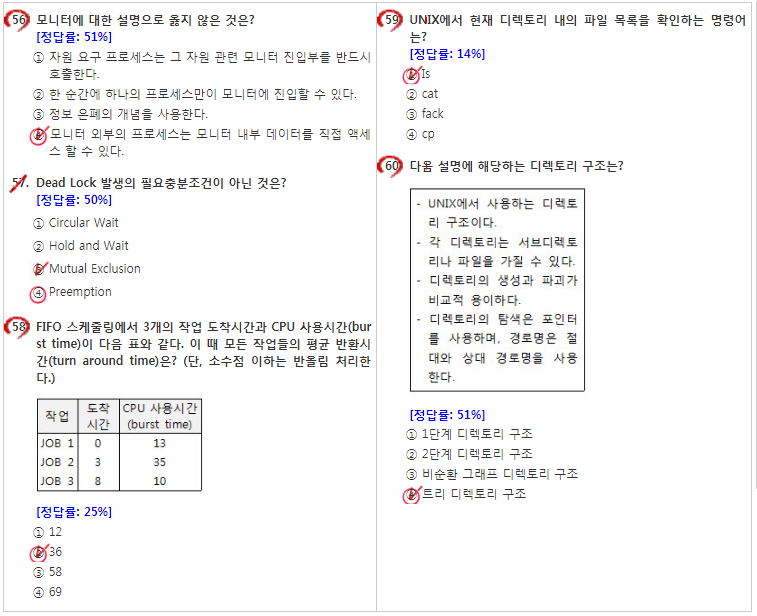 56. 모니터에 대한 설명으로 옳지 않은 것은?
[정답률: 51%]
① 자원 요구 프로세스는 그 자원 관련 모니터 진입부를 반드시
호출한다.
② 한 순간에 하나의 프로세스만이 모니터에 진입할 수 있다.
③ 정보 은폐의 개념을 사용한다.
④ 모니터 외부의 프로세스는 모니터 내부 데이터를 직접 액세
스 할 수 있다.
57. Dead Lock 발생의 필요충분조건이 아닌 것은?
[정답률: 50%]
① Circular Wait
② Hold and Wait
③ Mutual Exclusion
④ Preemption
58. FIFO 스케줄링에서 3개의 작업 도착시간과 CPU 사용시간(bur
st time)이 다음 표와 같다. 이 때 모든 작업들의 평균 반환시
간(turn around time)은? (단, 소수점 이하는 반올림 처리한
다.)
작업 도착 시간 CPU 사용시간 (burst time)
JOB 1 0 13
JOB 2 3 35
JOB 3 8 10
[정답률: 25%]
① 12
② 36
③ 58
④ 69
59. UNIX에서 현재 디렉토리 내의 파일 목록을 확인하는 명령어
는?
[정답률: 14%]
① ls
② cat
③ fack
④ cp
60. 다음 설명에 해당하는 디렉토리 구조는?
- UNIX에서 사용하는 디렉토
리 구조이다.
- 각 디렉토리는 서브디렉토
리나 파일을 가질 수 있다.
- 디렉토리의 생성과 파괴가
비교적 용이하다.
- 디렉토리의 탐색은 포인터
를 사용하며, 경로명은 절
대와 상대 경로명을 사용
한다.
[정답률: 51%]
① 1단계 디렉토리 구조
② 2단계 디렉토리 구조
③ 비순환 그래프 디렉토리 구조
④ 트리 디렉토리 구조